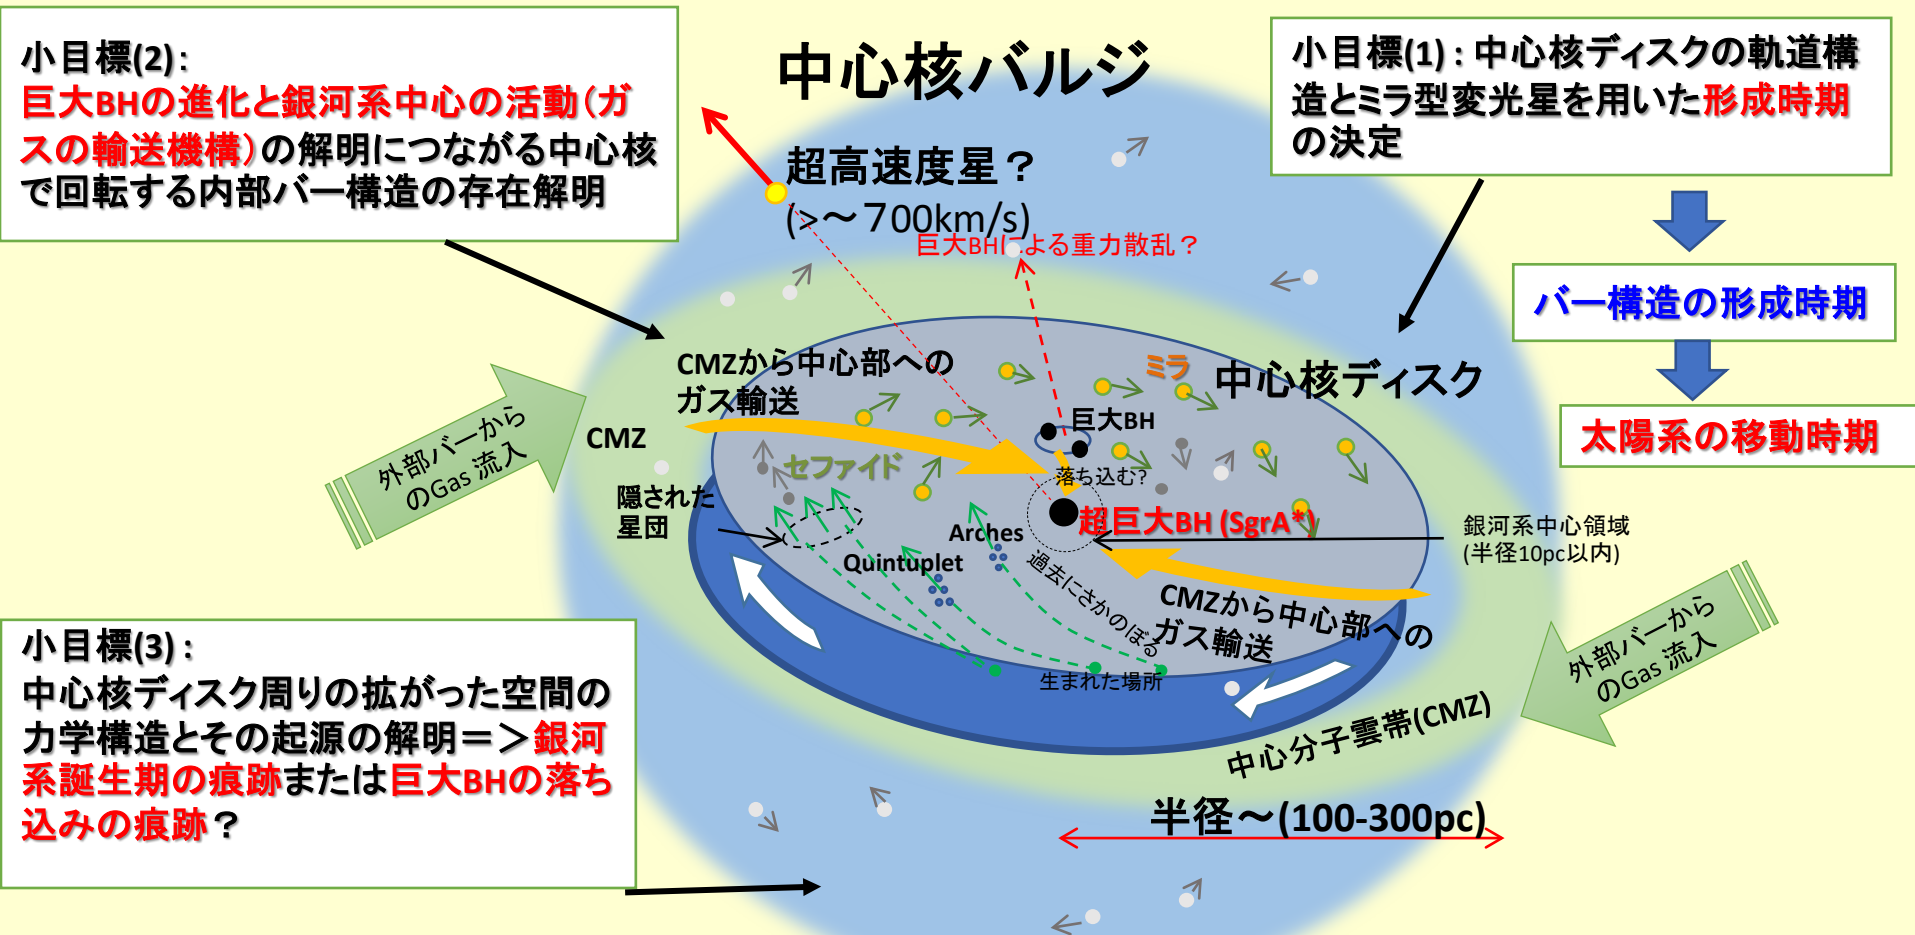 小目標(2)：
巨大BHの進化と銀河系中心の活動（ガ
スの輸送機構）の解明につながる中心核
で回転する内部バー構造の存在解明
中心核バルジ
小目標(1)：中心核ディスクの軌道構
造とミラ型変光星を用いた形成時期
の決定
超高速度星？
(>～７00km/s)
巨大BHによる重力散乱？
バー構造の形成時期
太陽系の移動時期
CMZから中心部への
ガス輸送
ミラ
中心核ディスク
巨大BH
CMZ
外部バーから
のGas 流入
セファイド
落ち込む?
隠された
星団
Arches
超巨大BH (SgrA*)
銀河系中心領域
(半径10pc以内)
Quintuplet
過去にさかのぼる
CMZから中心部への
ガス輸送
生まれた場所
外部バーから
のGas 流入
中心分子雲帯(CMZ)
半径～(100-300pc)
小目標(3)：
中心核ディスク周りの拡がった空間の
力学構造とその起源の解明＝＞銀河
系誕生期の痕跡または巨大BHの落ち
込みの痕跡？